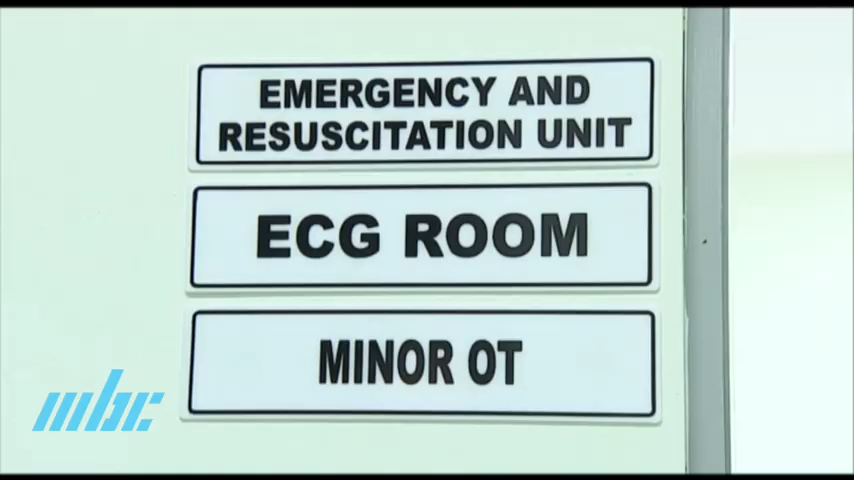 EMERGENCY AND
RESUSCITATION UNIT
ECG ROOM
MINOR OT
mbc